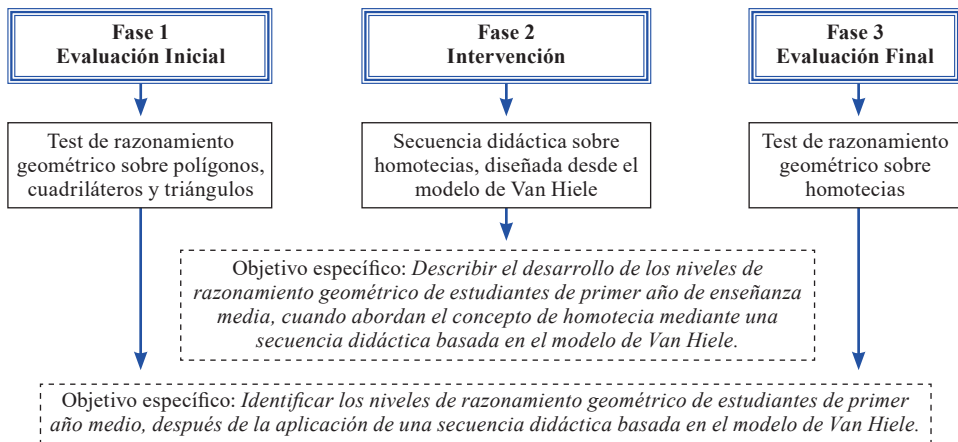 Fase 1
Evaluación Inicial
Fase 2
Intervención
Fase 3
Evaluación Final
Test de razonamiento
geométrico sobre polígonos,
cuadriláteros y triángulos
Secuencia didáctica sobre
homotecias, diseñada desde el
modelo de Van Hiele
Test de razonamiento
geométrico sobre
homotecias
Objetivo específico: Describir el desarrollo de los niveles de
razonamiento geométrico de estudiantes de primer año de enseñanza
media, cuando abordan el concepto de homotecia mediante una
secuencia didáctica basada en el modelo de Van Hiele.
Objetivo específico: Identificar los niveles de razonamiento geométrico de estudiantes de primer
año medio, después de la aplicación de una secuencia didáctica basada en el modelo de Van Hiele.